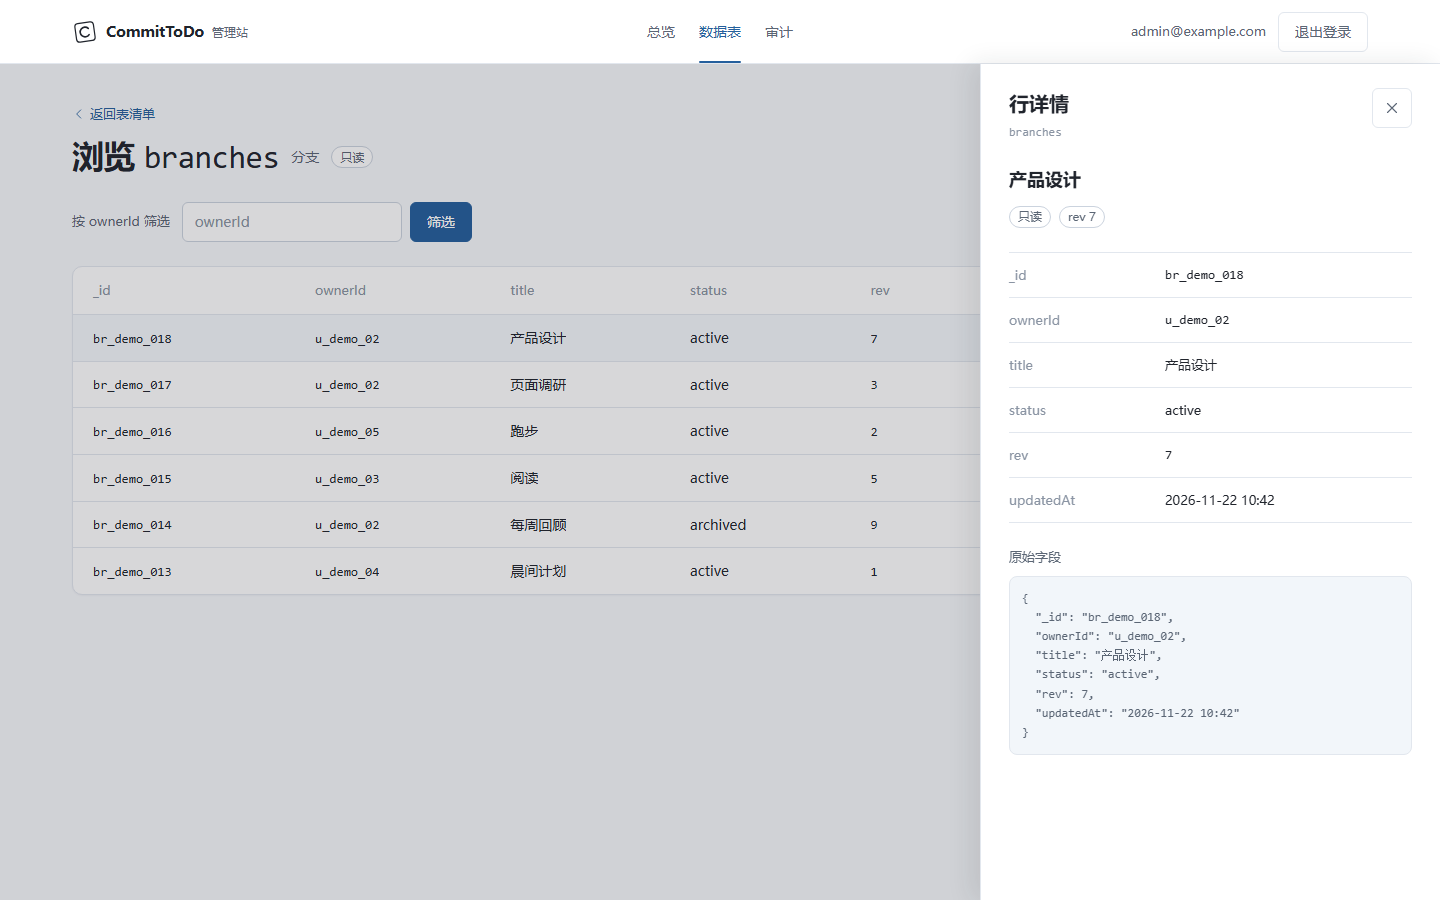 CommitToDo 管理站
总览 数据表 审计
admin@example.com 退出登录
返回表清单
浏览 branches 分支 只读
按 ownerId 筛选 ownerId 筛选
_id ownerId title status rev
br_demo_018 u_demo_02 产品设计 active 7
br_demo_017 u_demo_02 页面调研 active 3
br_demo_016 u_demo_05 跑步 active 2
br_demo_015 u_demo_03 阅读 active 5
br_demo_014 u_demo_02 每周回顾 archived 9
br_demo_013 u_demo_04 晨间计划 active 1
行详情
branches
产品设计
只读 rev 7
_id br_demo_018
ownerId u_demo_02
title 产品设计
status active
rev 7
updatedAt 2026-11-22 10:42
原始字段
{
"_id": "br_demo_018",
"ownerId": "u_demo_02",
"title": "产品设计",
"status": "active",
"rev": 7,
"updatedAt": "2026-11-22 10:42"
}